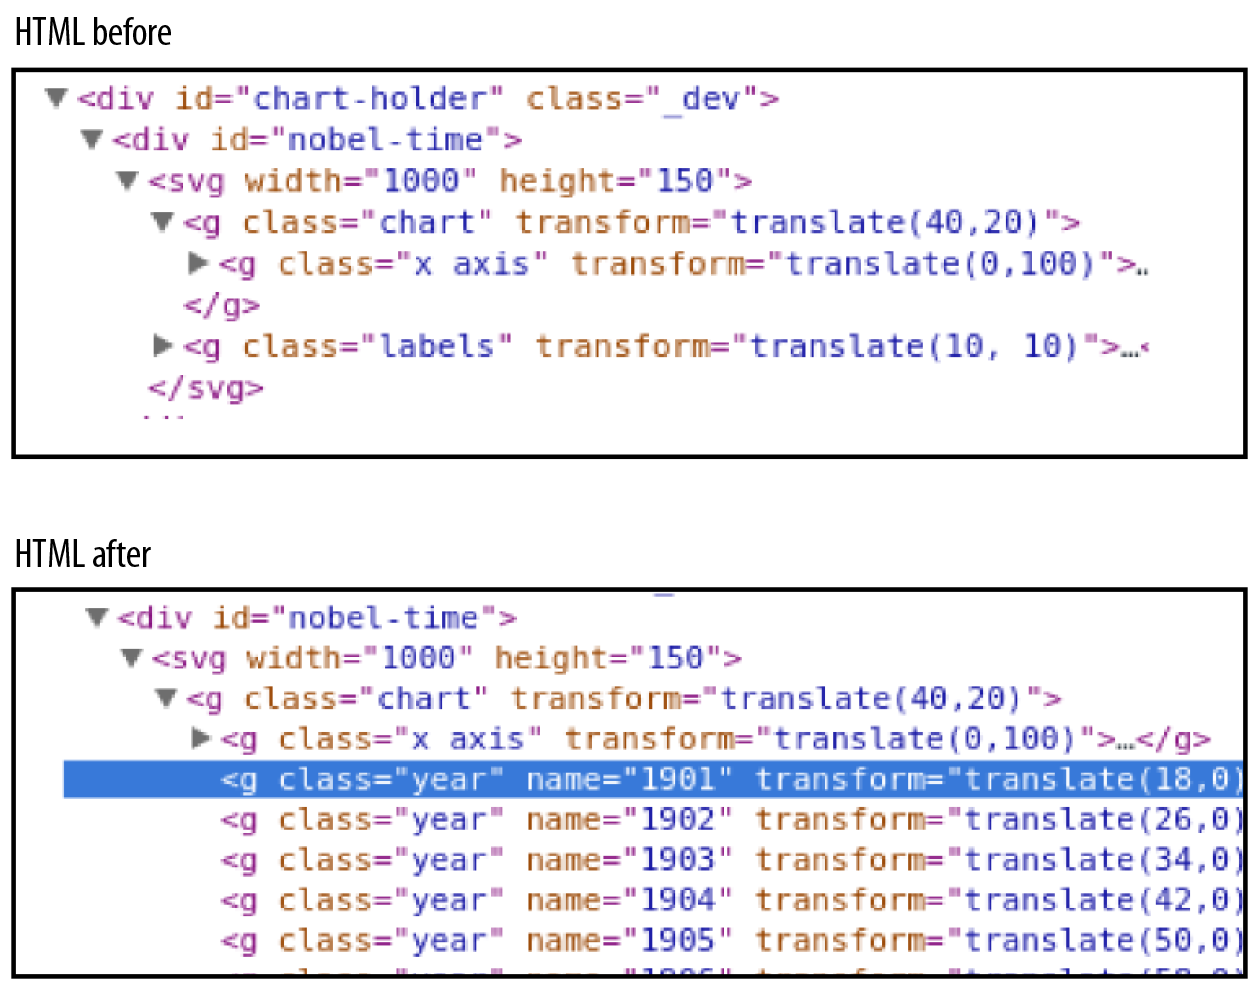 HTML before
▼<div id="chart-holder" class="_dev">
▼<div id="nobel-time">
▼<svg width="1000" height="150">
▼<g class="chart" transform="translate(40,20)">
▶<g class="x axis" transform="translate(0,100)">…
</g>
▶<g class="labels" transform="translate(10, 10)">…<
</svg>
HTML after
▼<div id="nobel-time">
▼<svg width="1000" height="150">
▼<g class="chart" transform="translate(40,20)">
▶<g class="x axis" transform="translate(0,100)">…</g>
<g class="year" name="1901" transform="translate(18,0)
<g class="year" name="1902" transform="translate(26,0)
<g class="year" name="1903" transform="translate(34,0)
<g class="year" name="1904" transform="translate(42,0)
<g class="year" name="1905" transform="translate(50,0)